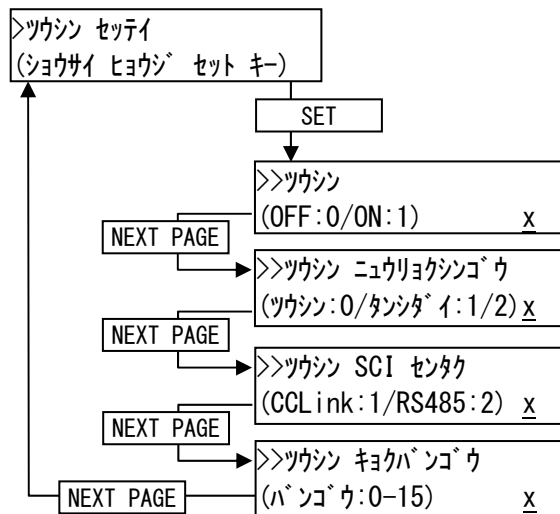 >ﾂｳｼﾝ ｾｯﾃｲ
(ｼｮｳｻｲ ﾋｮｳｼﾞ ｾｯﾄ ｷｰ)
SET
>>ﾂｳｼﾝ
(OFF:0/ON:1) x
NEXT PAGE
>>ﾂｳｼﾝ ﾆｭｳﾘｮｸｼﾝｺﾞｳ
(ﾂｳｼﾝ:0/ﾀﾝｼﾀﾞｲ:1/2) x
NEXT PAGE
>>ﾂｳｼﾝ SCI ｾﾝﾀｸ
(CCLink:1/RS485:2) x
NEXT PAGE
>>ﾂｳｼﾝ ｷｮｸﾊﾞﾝｺﾞｳ
(ﾊﾞﾝｺﾞｳ:0-15) x
NEXT PAGE